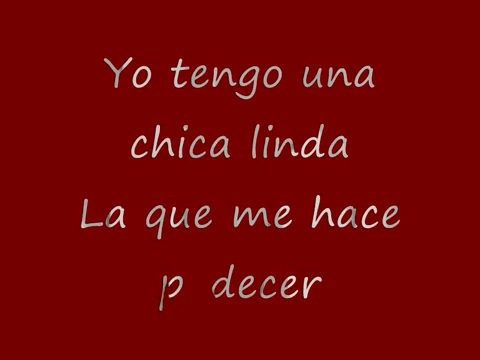 Yo tengo una
chica linda
La que me hace
p decer